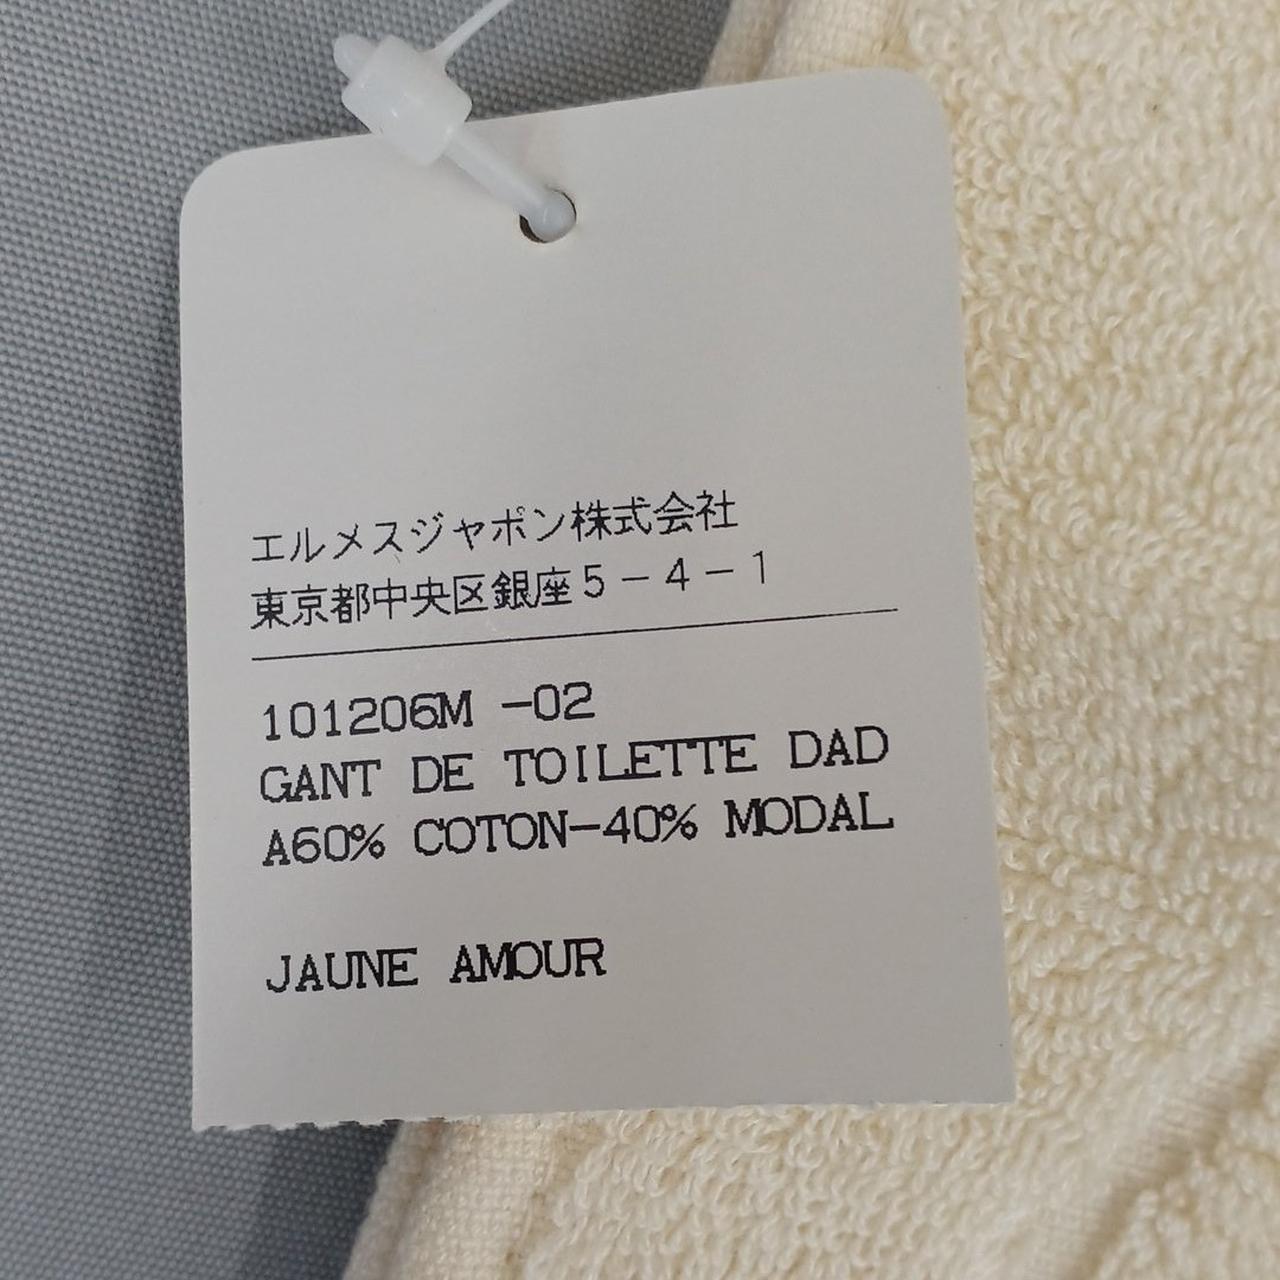 エルメスジャポン株式会社
東京都中央区銀座5－4－1
101206M -02
GANT DE TOILETTE DAD
A60% COTON-40% MODAL
JAUNE AMOUR